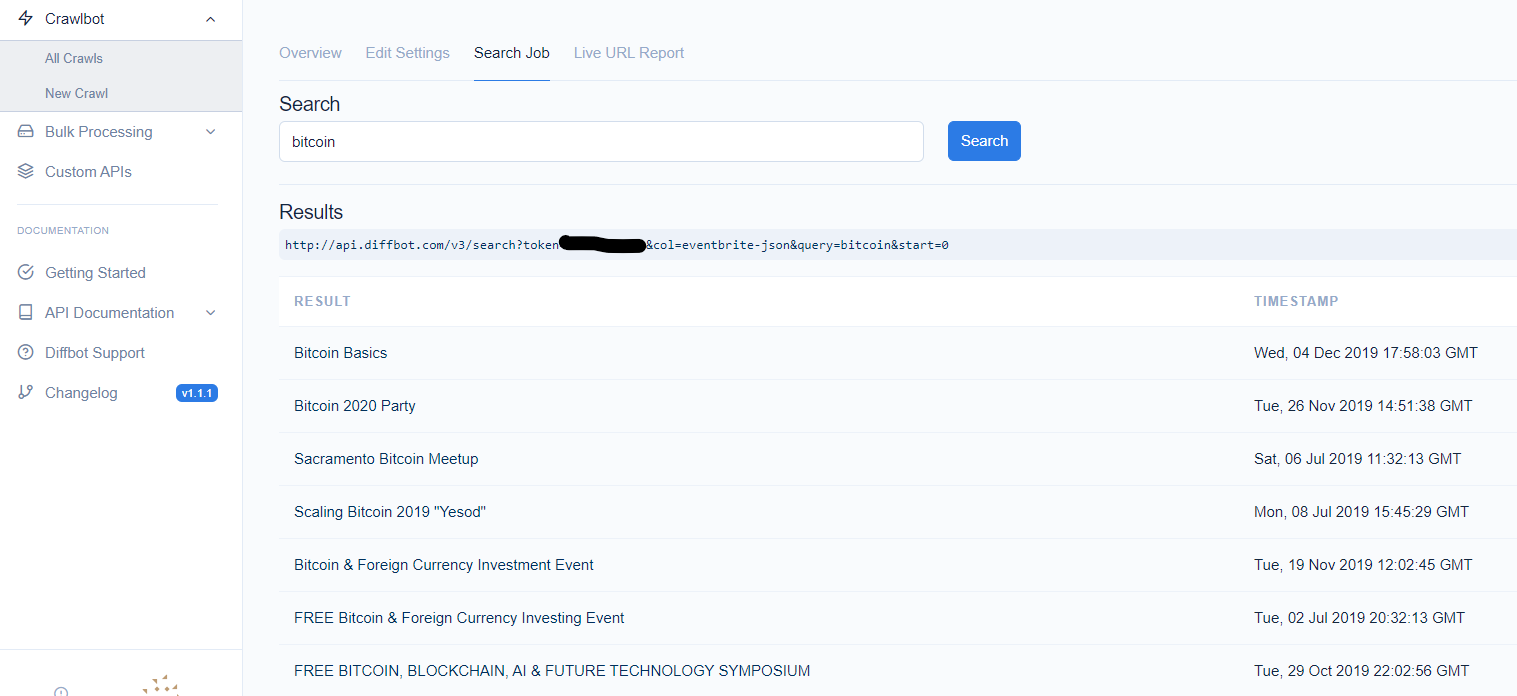 Crawlbot
All Crawls
New Crawl
Bulk Processing
Custom APIs
DOCUMENTATION
Getting Started
API Documentation
Diffbot Support
Changelog v1.1.1
Overview Edit Settings Search Job Live URL Report
Search
bitcoin Search
Results
http://api.diffbot.com/v3/search?token &col=eventbrite-json&query=bitcoin&start=0
RESULT TIMESTAMP
Bitcoin Basics Wed, 04 Dec 2019 17:58:03 GMT
Bitcoin 2020 Party Tue, 26 Nov 2019 14:51:38 GMT
Sacramento Bitcoin Meetup Sat, 06 Jul 2019 11:32:13 GMT
Scaling Bitcoin 2019 "Yesod" Mon, 08 Jul 2019 15:45:29 GMT
Bitcoin & Foreign Currency Investment Event Tue, 19 Nov 2019 12:02:45 GMT
FREE Bitcoin & Foreign Currency Investing Event Tue, 02 Jul 2019 20:32:13 GMT
FREE BITCOIN, BLOCKCHAIN, AI & FUTURE TECHNOLOGY SYMPOSIUM Tue, 29 Oct 2019 22:02:56 GMT